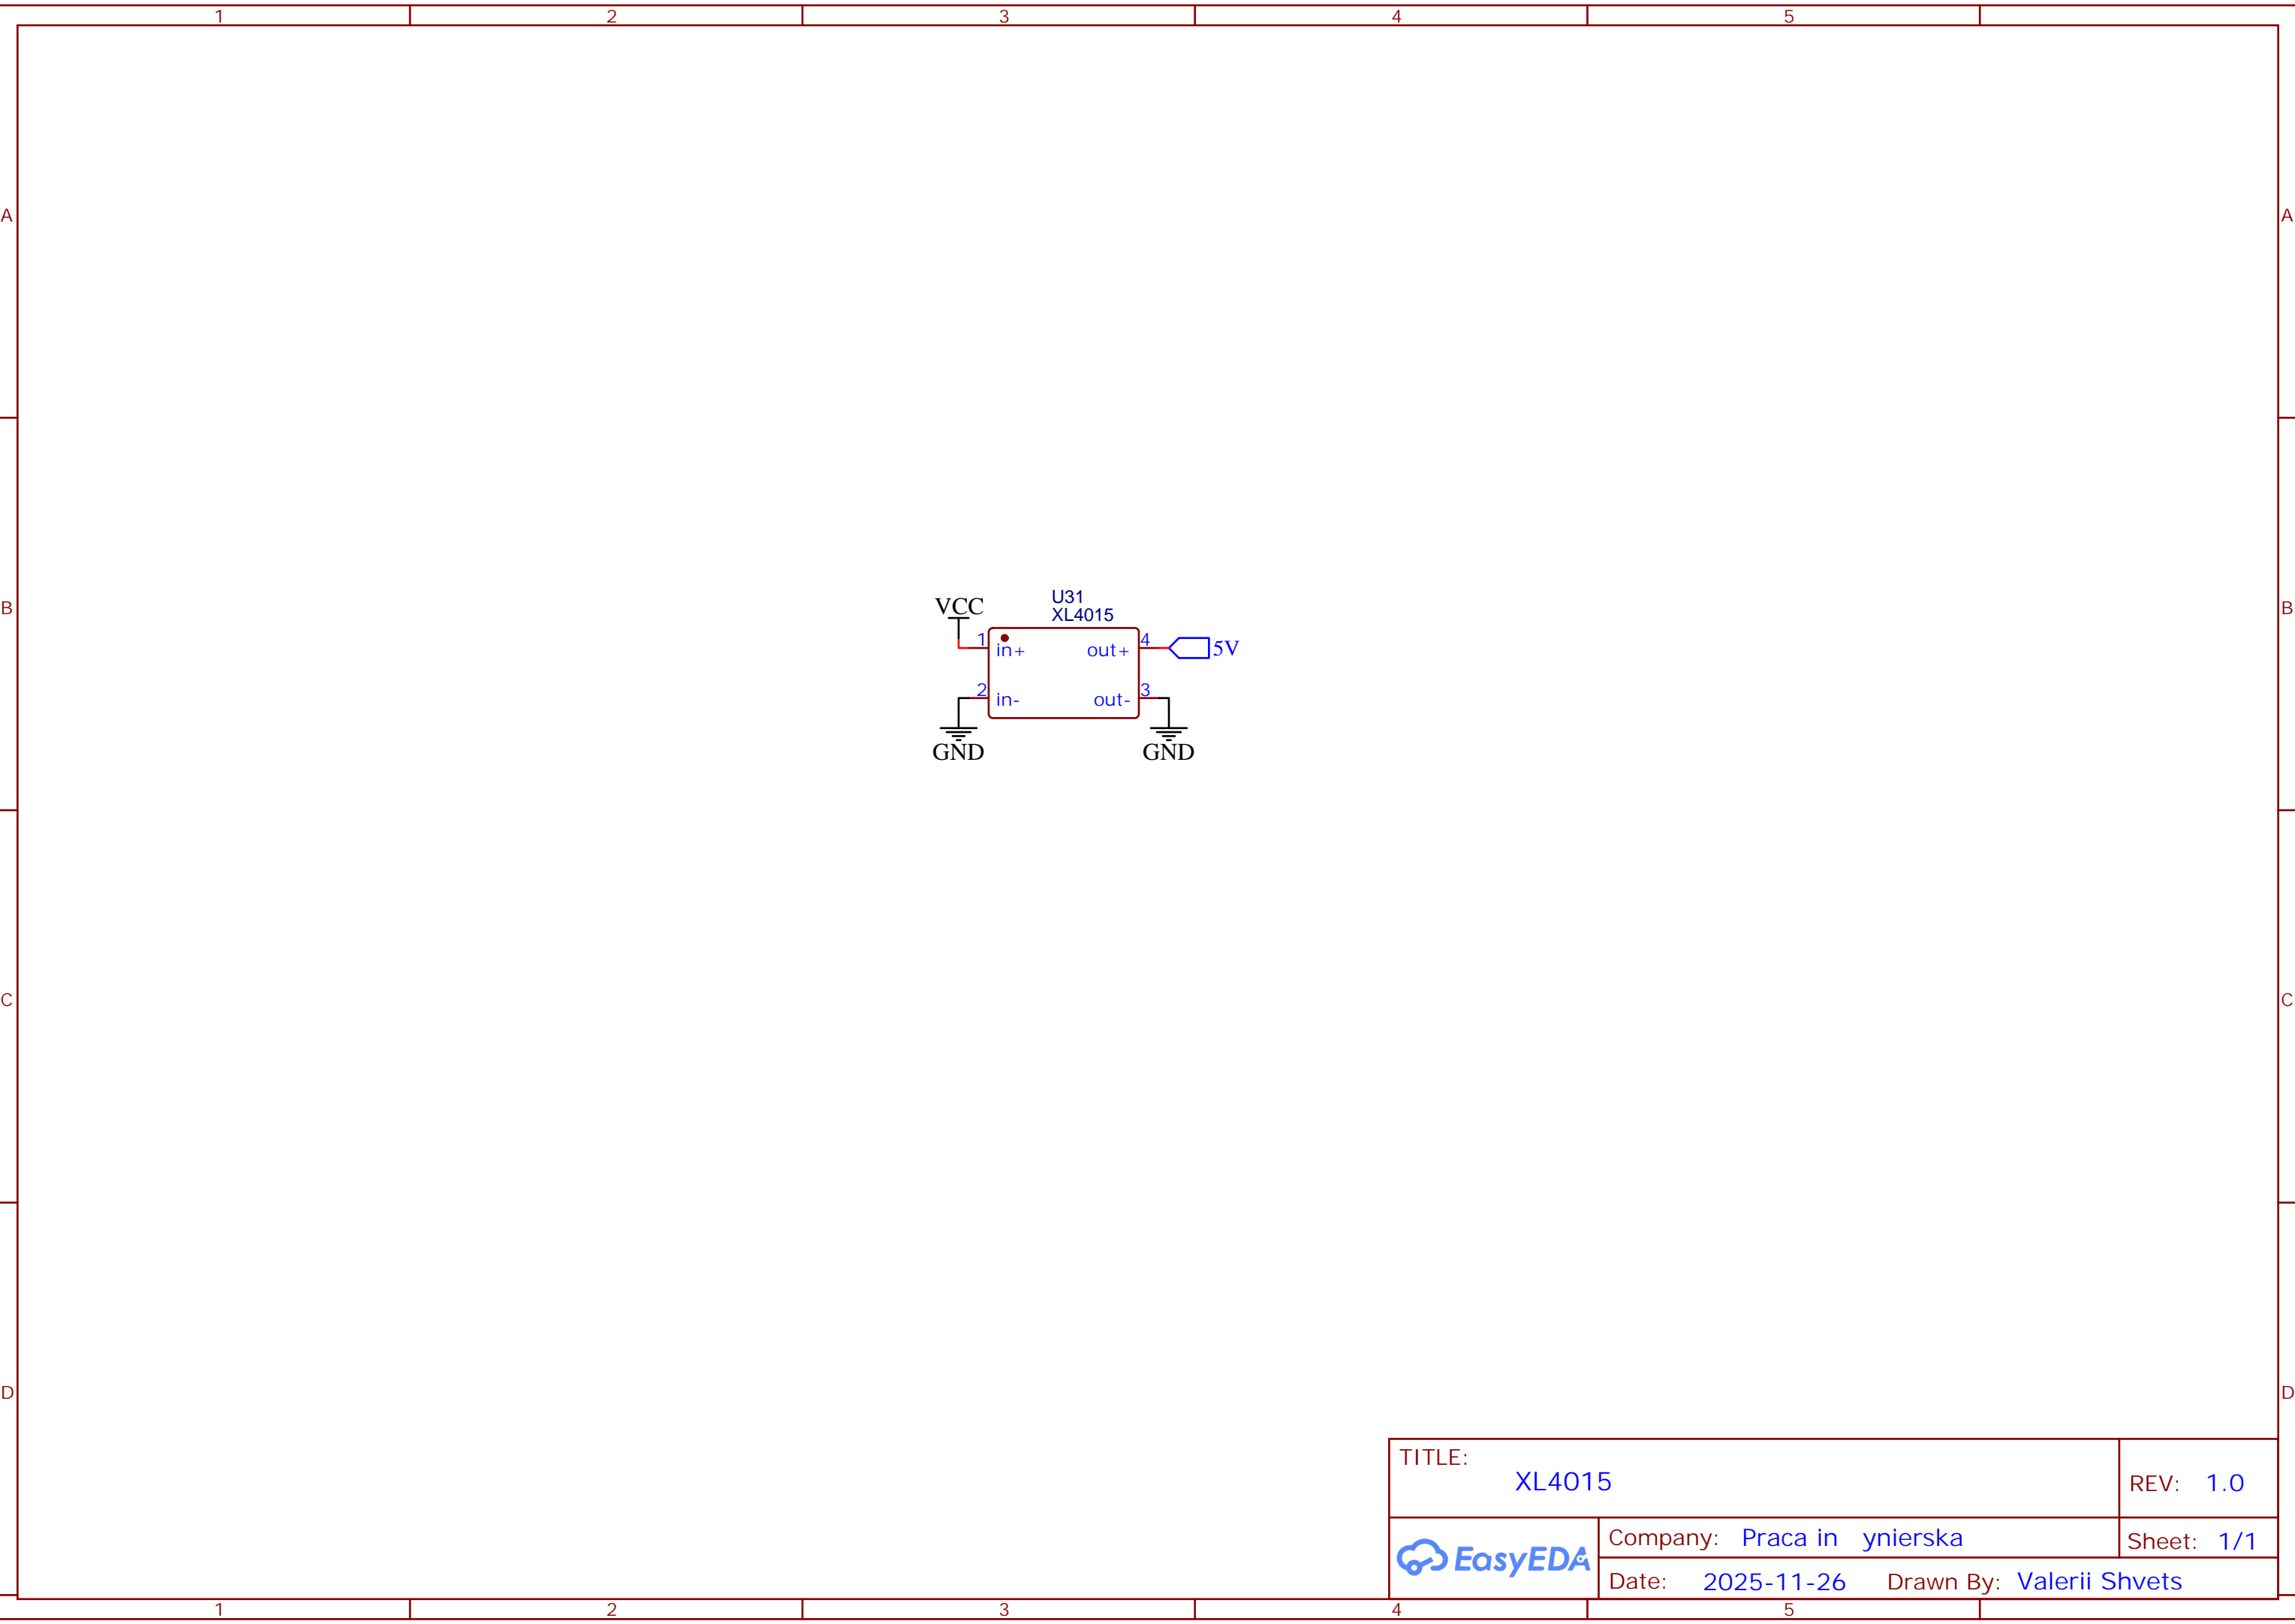 1 2 3 4 5
A A
B B
C C
D D
U31
XL4015
VCC
1 in+ out+ 4 5V
2 in- out- 3
GND GND
TITLE:
XL4015
REV: 1.0
EasyEDA
Company: Praca in ynierska
Sheet: 1/1
Date: 2025-11-26 Drawn By: Valerii Shvets
1 2 3 4 5